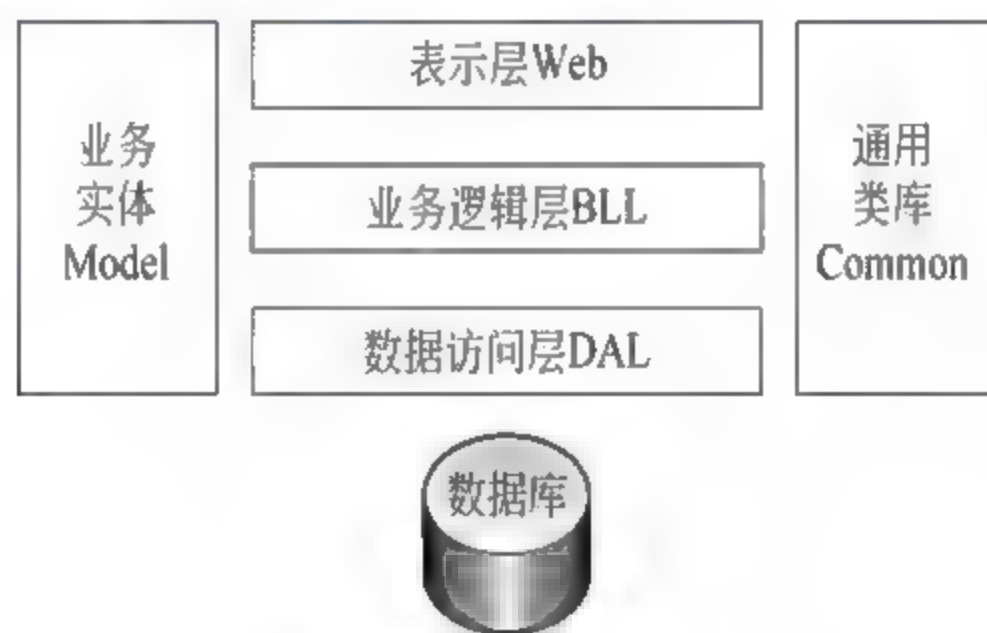 业务
实体
Model
表示层Web
业务逻辑层BLL
数据访问层DAL
通用
类库
Common
数据库